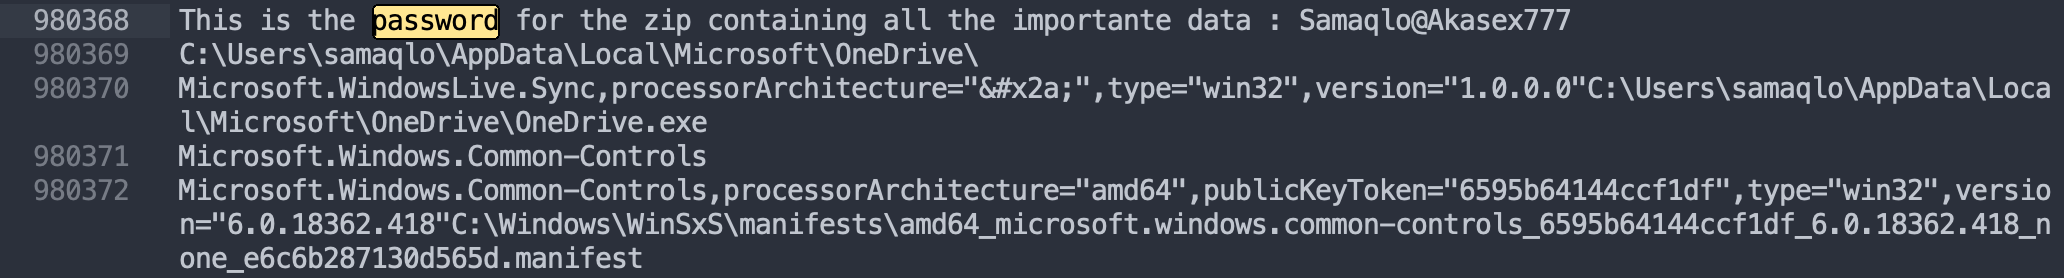 980368 This is the password for the zip containing all the importante data : Samaqlo@Akasex777
980369 C:\Users\samaqlo\AppData\Local\Microsoft\OneDrive\
980370 Microsoft.WindowsLive.Sync,processorArchitecture="&#x2a;",type="win32",version="1.0.0.0"C:\Users\samaqlo\AppData\Loca
l\Microsoft\OneDrive\OneDrive.exe
980371 Microsoft.Windows.Common-Controls
980372 Microsoft.Windows.Common-Controls,processorArchitecture="amd64",publicKeyToken="6595b64144ccf1df",type="win32",versio
n="6.0.18362.418"C:\Windows\WinSxS\manifests\amd64_microsoft.windows.common-controls_6595b64144ccf1df_6.0.18362.418_n
one_e6c6b287130d565d.manifest